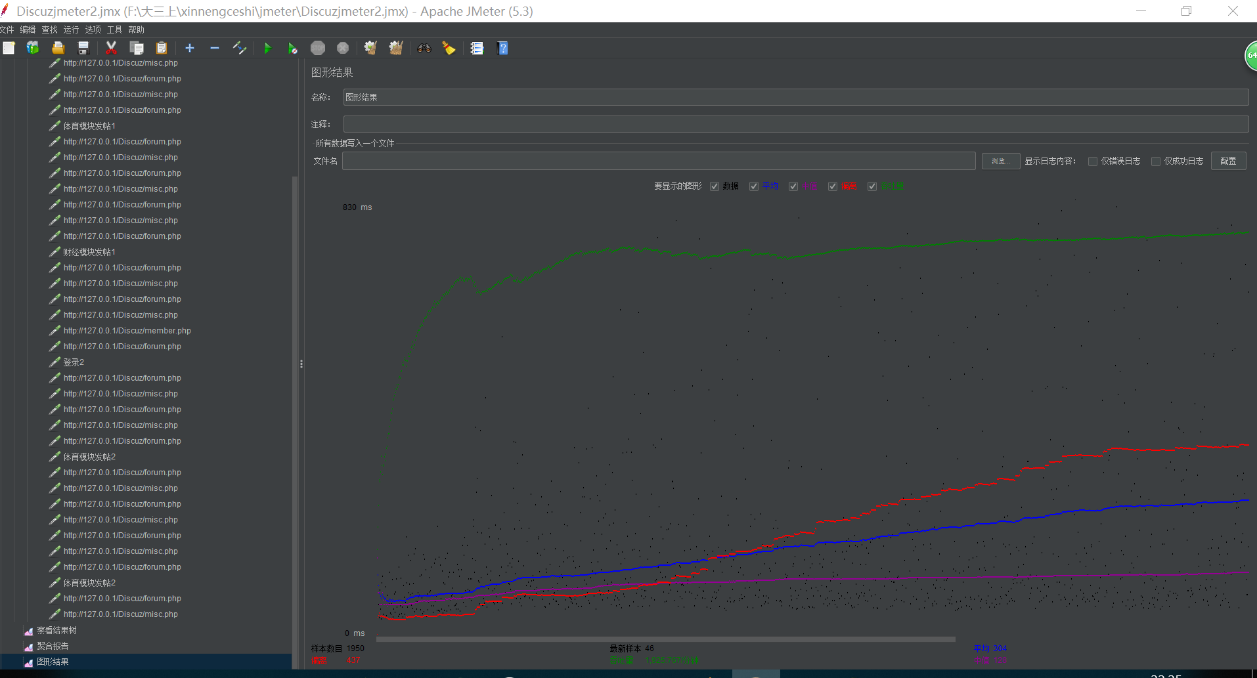 Discuzjmeter2.jmx (F:\大三上\xinnengceshi\jmeter\Discuzjmeter2.jmx) - Apache JMeter (5.3)
文件 编辑 查找 运行 选项 工具 帮助
http://127.0.0.1/Discuz/misc.php
http://127.0.0.1/Discuz/forum.php
http://127.0.0.1/Discuz/misc.php
http://127.0.0.1/Discuz/forum.php
体育模块发帖1
http://127.0.0.1/Discuz/forum.php
http://127.0.0.1/Discuz/misc.php
http://127.0.0.1/Discuz/forum.php
http://127.0.0.1/Discuz/misc.php
http://127.0.0.1/Discuz/forum.php
http://127.0.0.1/Discuz/misc.php
http://127.0.0.1/Discuz/forum.php
财经模块发帖1
http://127.0.0.1/Discuz/forum.php
http://127.0.0.1/Discuz/misc.php
http://127.0.0.1/Discuz/forum.php
http://127.0.0.1/Discuz/misc.php
http://127.0.0.1/Discuz/member.php
http://127.0.0.1/Discuz/forum.php
登录2
http://127.0.0.1/Discuz/forum.php
http://127.0.0.1/Discuz/misc.php
http://127.0.0.1/Discuz/forum.php
http://127.0.0.1/Discuz/misc.php
http://127.0.0.1/Discuz/forum.php
体育模块发帖2
http://127.0.0.1/Discuz/forum.php
http://127.0.0.1/Discuz/misc.php
http://127.0.0.1/Discuz/forum.php
http://127.0.0.1/Discuz/misc.php
http://127.0.0.1/Discuz/forum.php
http://127.0.0.1/Discuz/misc.php
http://127.0.0.1/Discuz/forum.php
体育模块发帖2
http://127.0.0.1/Discuz/forum.php
http://127.0.0.1/Discuz/misc.php
察看结果树
聚合报告
图形结果
图形结果
名称: 图形结果
注释:
所有数据写入一个文件
文件名 浏览... 显示日志内容: 仅错误日志 仅成功日志 配置
要显示的图形 数据 平均 偏离 吞吐量
830 ms
0 ms
样本数目 1950 最新样本 46 平均 304
偏离 437
64